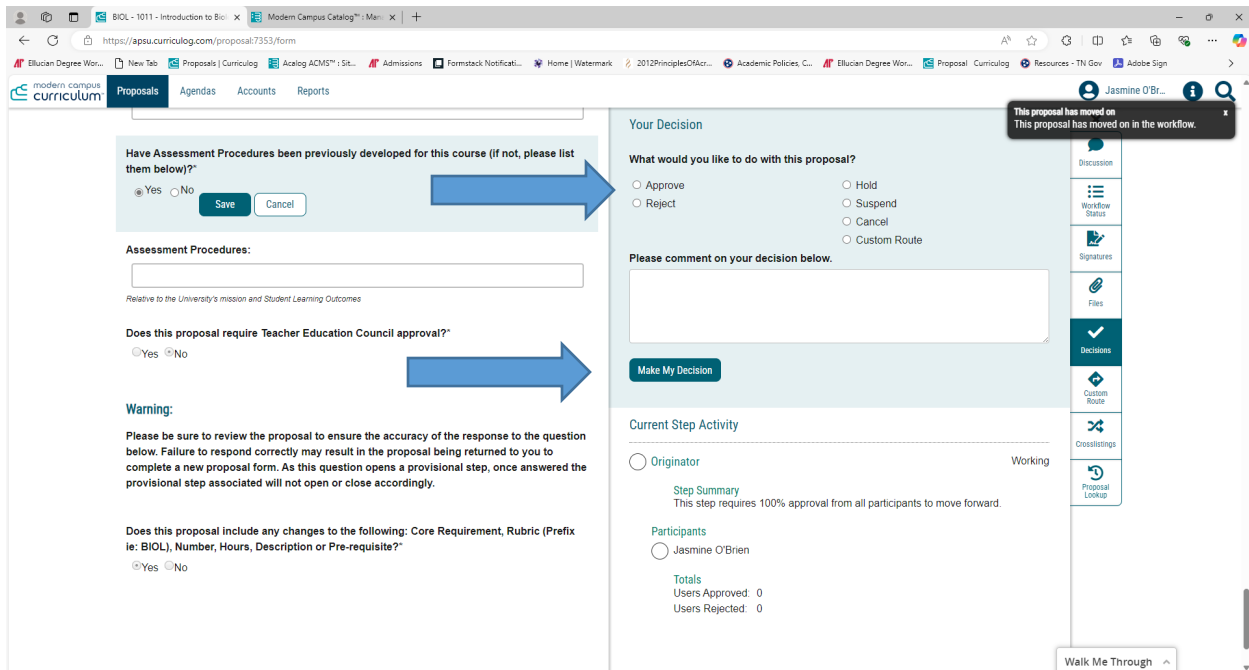 BIOL - 1011 - Introduction to Biol
Modern Campus Catalog™: Man
https://apsu.curriculog.com/proposal:7353/form
Ellucian Degree Wor...
New Tab
Proposals | Curriculog
Acalog ACMS™ : Sit...
Admissions
Formstack Notificati...
Home | Watermark
2012PrinciplesOfAcr...
Academic Policies, C...
Ellucian Degree Wor...
Proposal Curriculog
Resources - TN Gov
Adobe Sign
modern campus
curriculum™
Proposals
Agendas
Accounts
Reports
Jasmine O'Br...
This proposal has moved on
x
This proposal has moved on in the workflow.
Have Assessment Procedures been previously developed for this course (if not, please list
them below)?*
Yes No
Save
Cancel
Assessment Procedures:
Relative to the University's mission and Student Learning Outcomes
Does this proposal require Teacher Education Council approval?*
Yes No
Warning:
Please be sure to review the proposal to ensure the accuracy of the response to the question
below. Failure to respond correctly may result in the proposal being returned to you to
complete a new proposal form. As this question opens a provisional step, once answered the
provisional step associated will not open or close accordingly.
Does this proposal include any changes to the following: Core Requirement, Rubric (Prefix
ie: BIOL), Number, Hours, Description or Pre-requisite?*
Yes No
Your Decision
What would you like to do with this proposal?
Approve
Reject
Hold
Suspend
Cancel
Custom Route
Please comment on your decision below.
Make My Decision
Current Step Activity
Originator
Working
Step Summary
This step requires 100% approval from all participants to move forward.
Participants
Jasmine O'Brien
Totals
Users Approved: 0
Users Rejected: 0
Discussion
Workflow
Status
Signatures
Files
Decisions
Custom
Route
Crosslistings
Proposal
Lookup
Walk Me Through